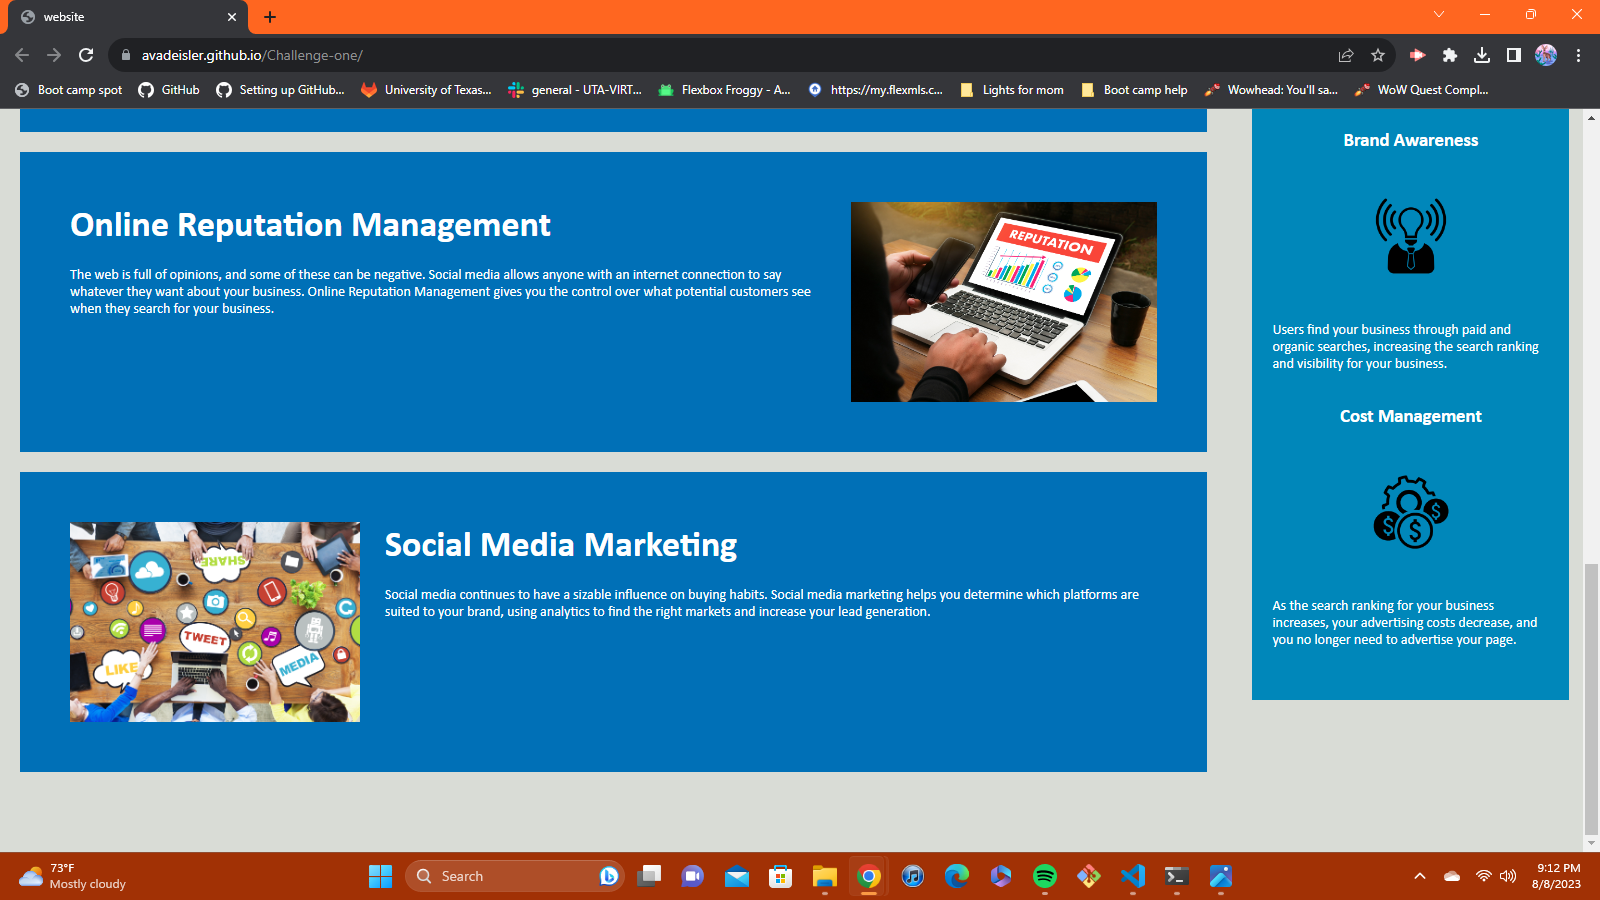 website
avadeisler.github.io/Challenge-one/
Boot camp spot
GitHub
Setting up GitHub...
University of Texas...
general - UTA-VIRT...
Flexbox Froggy - A...
https://my.flexmls.c...
Lights for mom
Boot camp help
Wowhead: You'll sa...
WoW Quest Compl...
Online Reputation Management
The web is full of opinions, and some of these can be negative. Social media allows anyone with an internet connection to say
whatever they want about your business. Online Reputation Management gives you the control over what potential customers see
when they search for your business.
REPUTATION
SHARE
TWEET
LIKE
MEDIA
Social Media Marketing
Social media continues to have a sizable influence on buying habits. Social media marketing helps you determine which platforms are
suited to your brand, using analytics to find the right markets and increase your lead generation.
Brand Awareness
Users find your business through paid and
organic searches, increasing the search ranking
and visibility for your business.
Cost Management
$ $ $
As the search ranking for your business
increases, your advertising costs decrease, and
you no longer need to advertise your page.
73°F
Mostly cloudy
Search
9:12 PM
8/8/2023